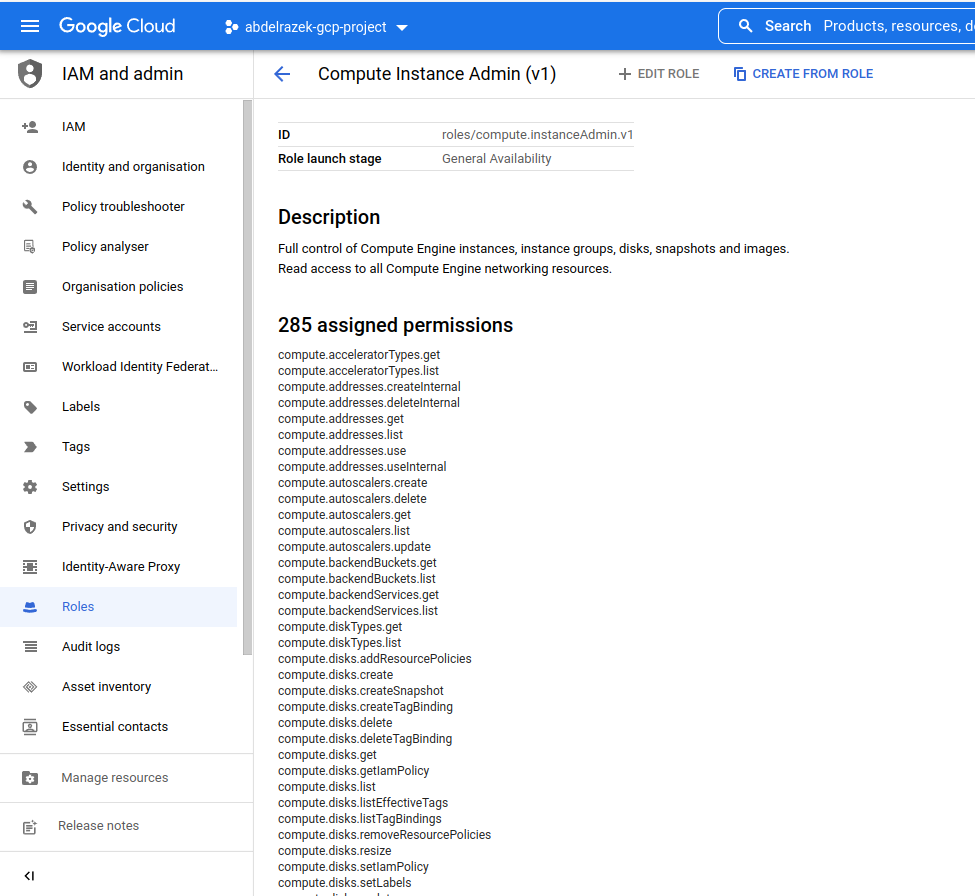 Google Cloud
abdelrazek-gcp-project
Search Products, resources, d
IAM and admin
IAM
Identity and organisation
Policy troubleshooter
Policy analyser
Organisation policies
Service accounts
Workload Identity Federat...
Labels
Tags
Settings
Privacy and security
Identity-Aware Proxy
Roles
Audit logs
Asset inventory
Essential contacts
Manage resources
Release notes
Compute Instance Admin (v1)
EDIT ROLE
CREATE FROM ROLE
ID roles/compute.instanceAdmin.v1
Role launch stage General Availability
Description
Full control of Compute Engine instances, instance groups, disks, snapshots and images.
Read access to all Compute Engine networking resources.
285 assigned permissions
compute.acceleratorTypes.get
compute.acceleratorTypes.list
compute.addresses.createInternal
compute.addresses.deleteInternal
compute.addresses.get
compute.addresses.list
compute.addresses.use
compute.addresses.useInternal
compute.autoscalers.create
compute.autoscalers.delete
compute.autoscalers.get
compute.autoscalers.list
compute.autoscalers.update
compute.backendBuckets.get
compute.backendBuckets.list
compute.backendServices.get
compute.backendServices.list
compute.diskTypes.get
compute.diskTypes.list
compute.disks.addResourcePolicies
compute.disks.create
compute.disks.createSnapshot
compute.disks.createTagBinding
compute.disks.delete
compute.disks.deleteTagBinding
compute.disks.get
compute.disks.getIamPolicy
compute.disks.list
compute.disks.listEffectiveTags
compute.disks.listTagBindings
compute.disks.removeResourcePolicies
compute.disks.resize
compute.disks.setIamPolicy
compute.disks.setLabels